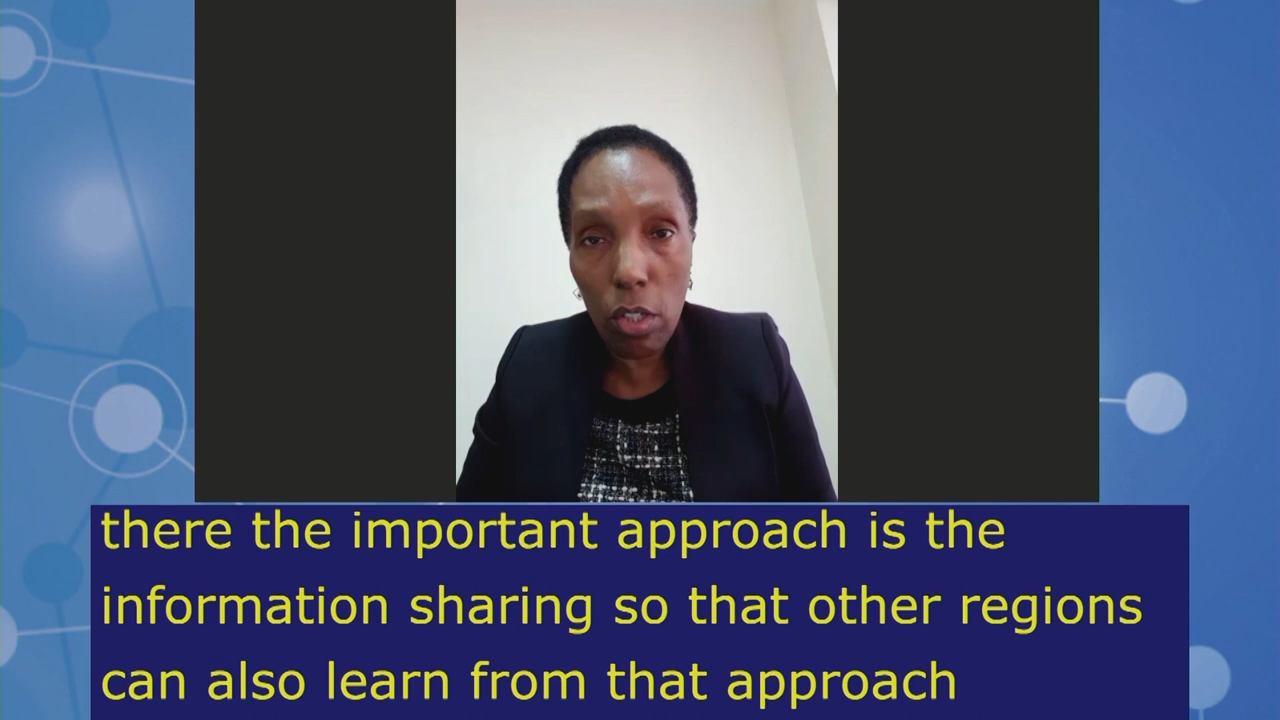 there the important approach is the
information sharing so that other regions
can also learn from that approach